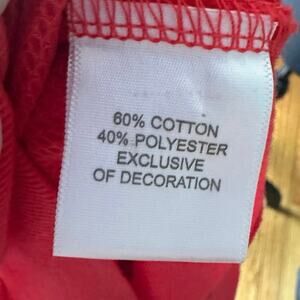 60% COTTON
40% POLYESTER
EXCLUSIVE
OF DECORATION